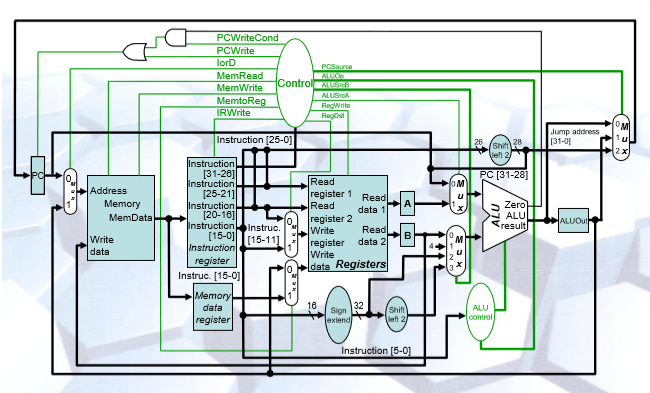 PCWriteCond
PCWrite
IorD
MemRead
MemWrite
MemtoReg
IRWrite
Control
PCSource
ALUOp
ALUSrcB
ALUSrcA
RegWrite
RegDst
Instruction [25-0]
26
Shift
left 2
28
Jump address
[31-0]
0
1
2
M
u
x
PC
0
M
u
x
1
Address
Memory
MemData
Write
data
Instruction
[31-26]
Instruction
[25-21]
Instruction
[20-16]
Instruction
[15-0]
Instruction
register
Instruc.
[15-11]
0
M
u
x
1
Read
register 1
Read
register 2
Write
register
Write
data
Read
data 1
Read
data 2
Registers
A
B
PC [31-28]
0
M
u
x
1
0
4
1
2
3
M
u
x
Zero
ALU
ALU
result
ALUOut
Instruc. [15-0]
Memory
data
register
0
M
u
x
1
16
Sign
extend
32
Shift
left 2
ALU
control
Instruction [5-0]